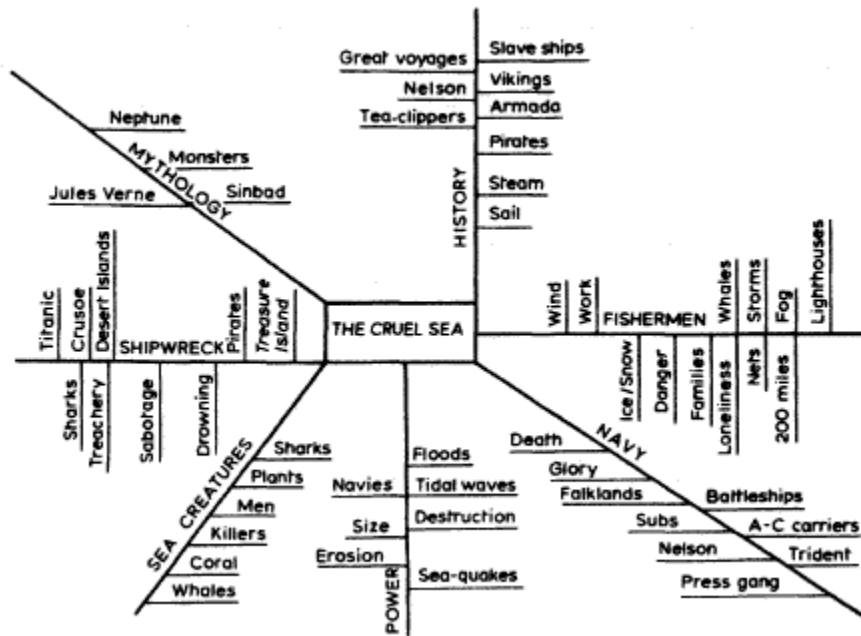 THE CRUEL SEA
HISTORY
Great voyages
Nelson
Tea-clippers
Slave ships
Vikings
Armada
Pirates
Steam
Sail
MYTHOLOGY
Neptune
Monsters
Jules Verne
Sinbad
SHIPWRECK
Titanic
Crusoe
Desert Islands
Pirates
Treasure
Island
Sharks
Treachery
Sabotage
Drowning
FISHERMEN
Wind
Work
Whales
Storms
Fog
Lighthouses
Ice/Snow
Danger
Families
Loneliness
Nets
200 miles
SEA CREATURES
Sharks
Plants
Men
Killers
Coral
Whales
POWER
Navies
Size
Erosion
Floods
Tidal waves
Destruction
Sea-quakes
NAVY
Death
Glory
Falklands
Subs
Nelson
Press gang
Battleships
A-C carriers
Trident